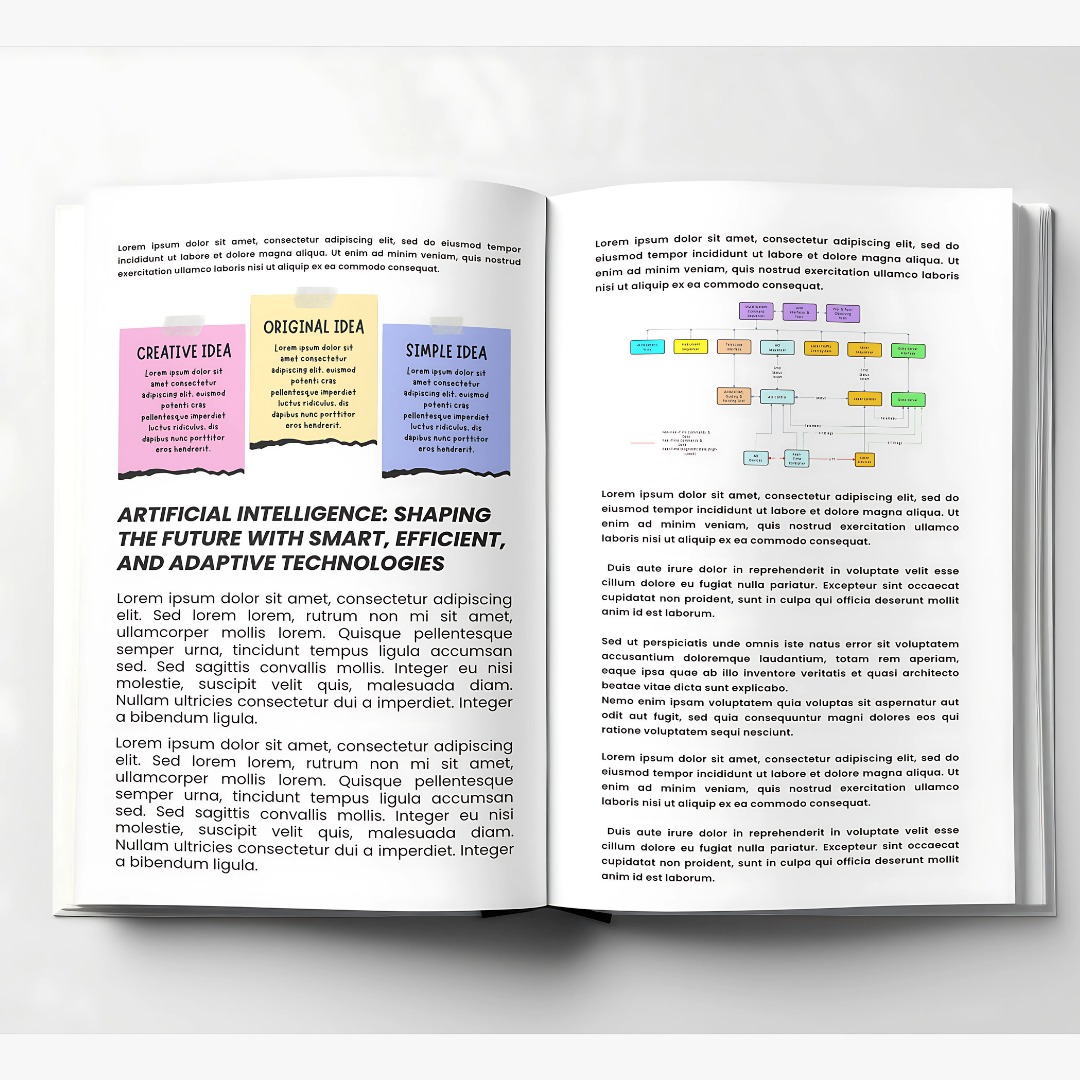 Lorem ipsum dolor sit amet, consectetur adipiscing elit, sed do eiusmod tempor
incididunt ut labore et dolore magna aliqua. Ut enim ad minim veniam, quis nostrud
exercitation ullamco laboris nisi ut aliquip ex ea commodo consequat.
CREATIVE IDEA
Lorem ipsum dolor sit
amet consectetur
adipiscing elit, euismod
potenti cras
pellentesque imperdiet
luctus ridiculus, dis
dapibus nunc porttitor
eros hendrerit.
ORIGINAL IDEA
Lorem ipsum dolor sit
amet consectetur
adipiscing elit, euismod
potenti cras
pellentesque imperdiet
luctus ridiculus, dis
dapibus nunc porttitor
eros hendrerit.
SIMPLE IDEA
Lorem ipsum dolor sit
amet consectetur
adipiscing elit, euismod
potenti cras
pellentesque imperdiet
luctus ridiculus, dis
dapibus nunc porttitor
eros hendrerit.
ARTIFICIAL INTELLIGENCE: SHAPING
THE FUTURE WITH SMART, EFFICIENT,
AND ADAPTIVE TECHNOLOGIES
Lorem ipsum dolor sit amet, consectetur adipiscing
elit. Sed lorem lorem, rutrum non mi sit amet,
ullamcorper mollis lorem. Quisque pellentesque
semper urna, tincidunt tempus ligula accumsan
sed. Sed sagittis convallis mollis. Integer eu nisi
molestie, suscipit velit quis, malesuada diam.
Nullam ultricies consectetur dui a imperdiet. Integer
a bibendum ligula.
Lorem ipsum dolor sit amet, consectetur adipiscing
elit. Sed lorem lorem, rutrum non mi sit amet,
ullamcorper mollis lorem. Quisque pellentesque
semper urna, tincidunt tempus ligula accumsan
sed. Sed sagittis convallis mollis. Integer eu nisi
molestie, suscipit velit quis, malesuada diam.
Nullam ultricies consectetur dui a imperdiet. Integer
a bibendum ligula.
Lorem ipsum dolor sit amet, consectetur adipiscing elit, sed do
eiusmod tempor incididunt ut labore et dolore magna aliqua. Ut
enim ad minim veniam, quis nostrud exercitation ullamco laboris
nisi ut aliquip ex ea commodo consequat.
Lorem ipsum dolor sit amet, consectetur adipiscing elit, sed do
eiusmod tempor incididunt ut labore et dolore magna aliqua. Ut
enim ad minim veniam, quis nostrud exercitation ullamco
laboris nisi ut aliquip ex ea commodo consequat.
Duis aute irure dolor in reprehenderit in voluptate velit esse
cillum dolore eu fugiat nulla pariatur. Excepteur sint occaecat
cupidatat non proident, sunt in culpa qui officia deserunt mollit
anim id est laborum.
Sed ut perspiciatis unde omnis iste natus error sit voluptatem
accusantium doloremque laudantium, totam rem aperiam,
eaque ipsa quae ab illo inventore veritatis et quasi architecto
beatae vitae dicta sunt explicabo.
Nemo enim ipsam voluptatem quia voluptas sit aspernatur aut
odit aut fugit, sed quia consequuntur magni dolores eos qui
ratione voluptatem sequi nesciunt.
Lorem ipsum dolor sit amet, consectetur adipiscing elit, sed do
eiusmod tempor incididunt ut labore et dolore magna aliqua. Ut
enim ad minim veniam, quis nostrud exercitation ullamco
laboris nisi ut aliquip ex ea commodo consequat.
Duis aute irure dolor in reprehenderit in voluptate velit esse
cillum dolore eu fugiat nulla pariatur. Excepteur sint occaecat
cupidatat non proident, sunt in culpa qui officia deserunt mollit
anim id est laborum.